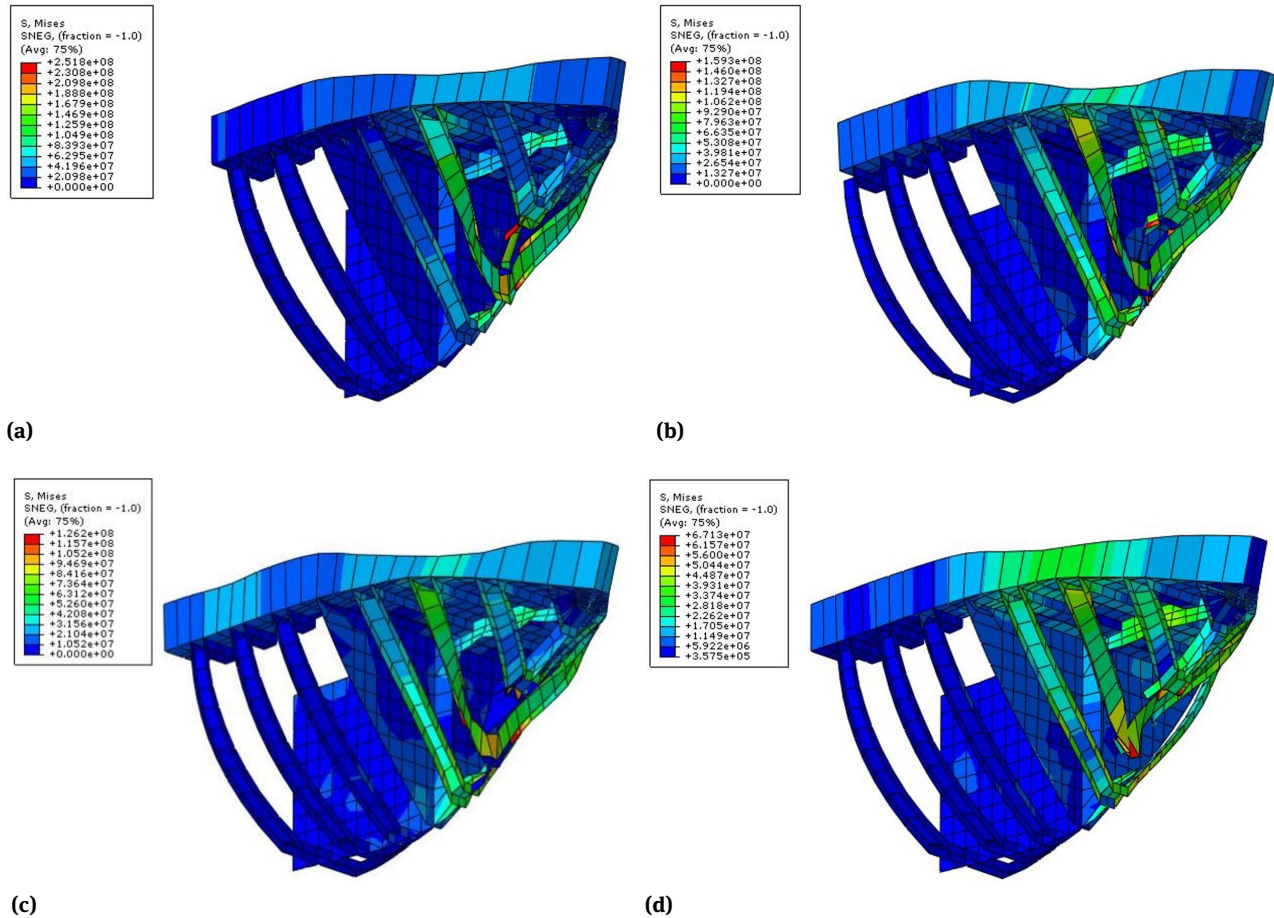 S, Mises
SNEG, (fraction = -1.0)
(Avg: 75%)
+2.518e+08
+2.308e+08
+2.098e+08
+1.888e+08
+1.679e+08
+1.469e+08
+1.259e+08
+1.049e+08
+8.393e+07
+6.295e+07
+4.196e+07
+2.098e+07
+0.000e+00
(a)
S, Mises
SNEG, (fraction = -1.0)
(Avg: 75%)
+1.593e+08
+1.460e+08
+1.327e+08
+1.194e+08
+1.062e+08
+9.290e+07
+7.963e+07
+6.635e+07
+5.308e+07
+3.981e+07
+2.654e+07
+1.327e+07
+0.000e+00
(b)
S, Mises
SNEG, (fraction = -1.0)
(Avg: 75%)
+1.262e+08
+1.157e+08
+1.052e+08
+9.469e+07
+8.416e+07
+7.364e+07
+6.312e+07
+5.260e+07
+4.208e+07
+3.156e+07
+2.104e+07
+1.052e+07
+0.000e+00
(c)
S, Mises
SNEG, (fraction = -1.0)
(Avg: 75%)
+6.713e+07
+6.157e+07
+5.600e+07
+5.044e+07
+4.487e+07
+3.931e+07
+3.374e+07
+2.818e+07
+2.262e+07
+1.705e+07
+1.149e+07
+5.922e+06
+3.575e+05
(d)